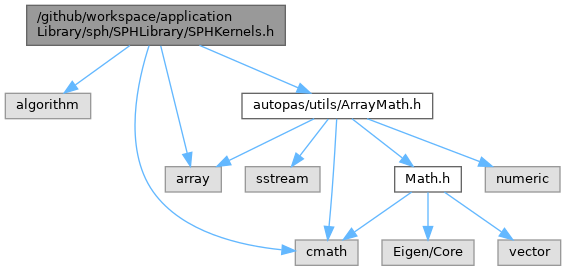 /github/workspace/application
Library/sph/SPHLibrary/SPHKernels.h
algorithm
autopas/utils/ArrayMath.h
array
sstream
Math.h
numeric
cmath
Eigen/Core
vector